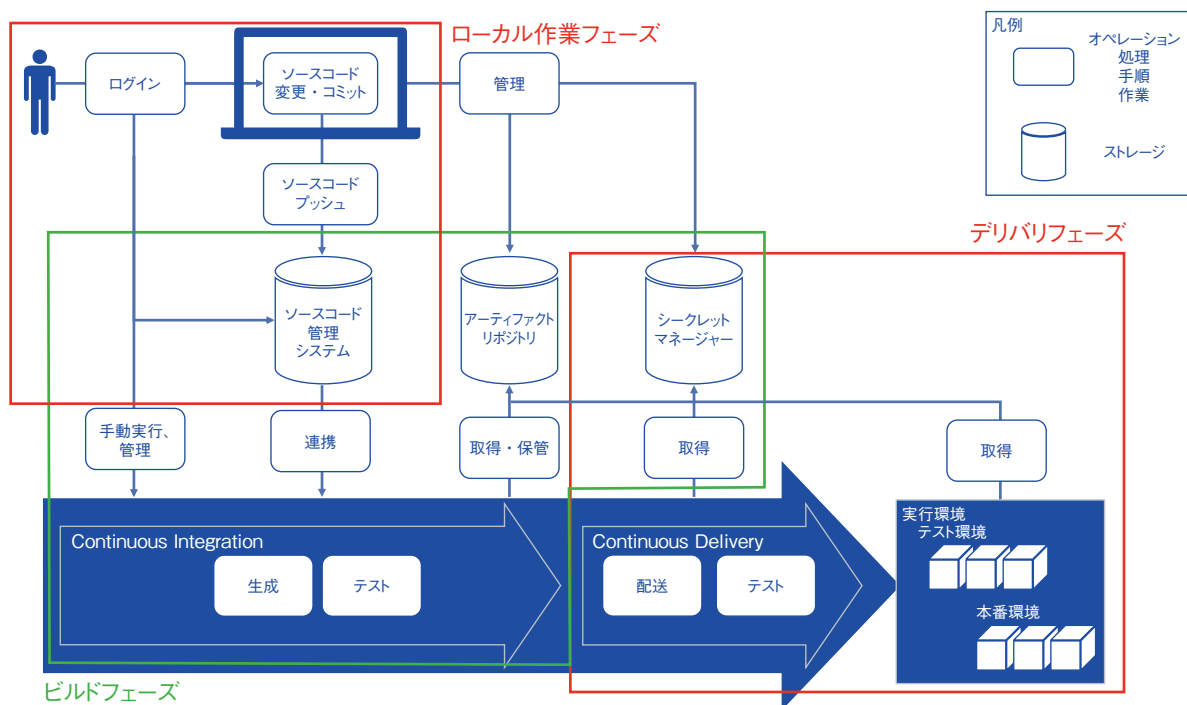 ローカル作業フェーズ
凡例
オペレーション
処理
手順
作業
ストレージ
ログイン
ソースコード
変更・コミット
管理
ソースコード
プッシュ
デリバリフェーズ
ソースコード
管理
システム
アーティファクト
リポジトリ
シークレット
マネージャー
手動実行、
管理
連携
取得・保管
取得
取得
Continuous Integration
生成
テスト
Continuous Delivery
配送
テスト
実行環境
テスト環境
本番環境
ビルドフェーズ